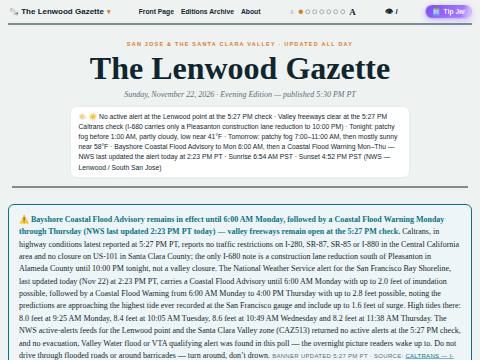 🗞️ The Lenwood Gazette ▾ Front Page Editions Archive About A A 👁 / Tip Jar
SAN JOSE & THE SANTA CLARA VALLEY · UPDATED ALL DAY
The Lenwood Gazette
Sunday, November 22, 2026 · Evening Edition — published 5:30 PM PT
☀️ No active alert at the Lenwood point at the 5:27 PM check · Valley freeways clear at the 5:27 PM
Caltrans check (I-680 carries only a Pleasanton construction lane reduction to 10:00 PM) · Tonight: patchy
fog before 1:00 AM, partly cloudy, low near 41°F · Tomorrow: patchy fog 7:00–11:00 AM, then mostly sunny
near 58°F · Bayshore Coastal Flood Advisory to Mon 6:00 AM, then a Coastal Flood Warning Mon–Thu —
NWS last updated the alert today at 2:23 PM PT · Sunrise 6:54 AM PST · Sunset 4:52 PM PST (NWS —
Lenwood / South San Jose)
⚠️ Bayshore Coastal Flood Advisory remains in effect until 6:00 AM Monday, followed by a Coastal Flood Warning Monday
through Thursday (NWS last updated 2:23 PM PT today) — valley freeways remain open at the 5:27 PM check. Caltrans, in
highway conditions latest reported at 5:27 PM PT, reports no traffic restrictions on I-280, SR-87, SR-85 or I-880 in the Central California
area and no closure on US-101 in Santa Clara County; the only I-680 note is a construction lane reduction south of Pleasanton in
Alameda County until 10:00 PM tonight, not a valley closure. The National Weather Service alert for the San Francisco Bay Shoreline,
last updated today (Nov 22) at 2:23 PM PT, carries a Coastal Flood Advisory until 6:00 AM Monday with up to 2.0 feet of inundation
possible, followed by a Coastal Flood Warning from 6:00 AM Monday to 4:00 PM Thursday with up to 2.8 feet possible, noting the
predictions are approaching the highest tide ever recorded at the San Francisco gauge and include up to 1.6 feet of surge. High tides there:
8.0 feet at 9:25 AM Monday, 8.4 feet at 10:05 AM Tuesday, 8.6 feet at 10:49 AM Wednesday and 8.2 feet at 11:38 AM Thursday. The
NWS active-alerts feeds for the Lenwood point and the Santa Clara Valley zone (CAZ513) returned no active alerts at the 5:27 PM check,
and no evacuation, Valley Water flood or VTA qualifying alert was found in this poll — the overnight picture readers wake up to. Do not
drive through flooded roads or around barricades — turn around, don't drown. BANNER UPDATED 5:27 PM PT · SOURCE: CALTRANS — I-